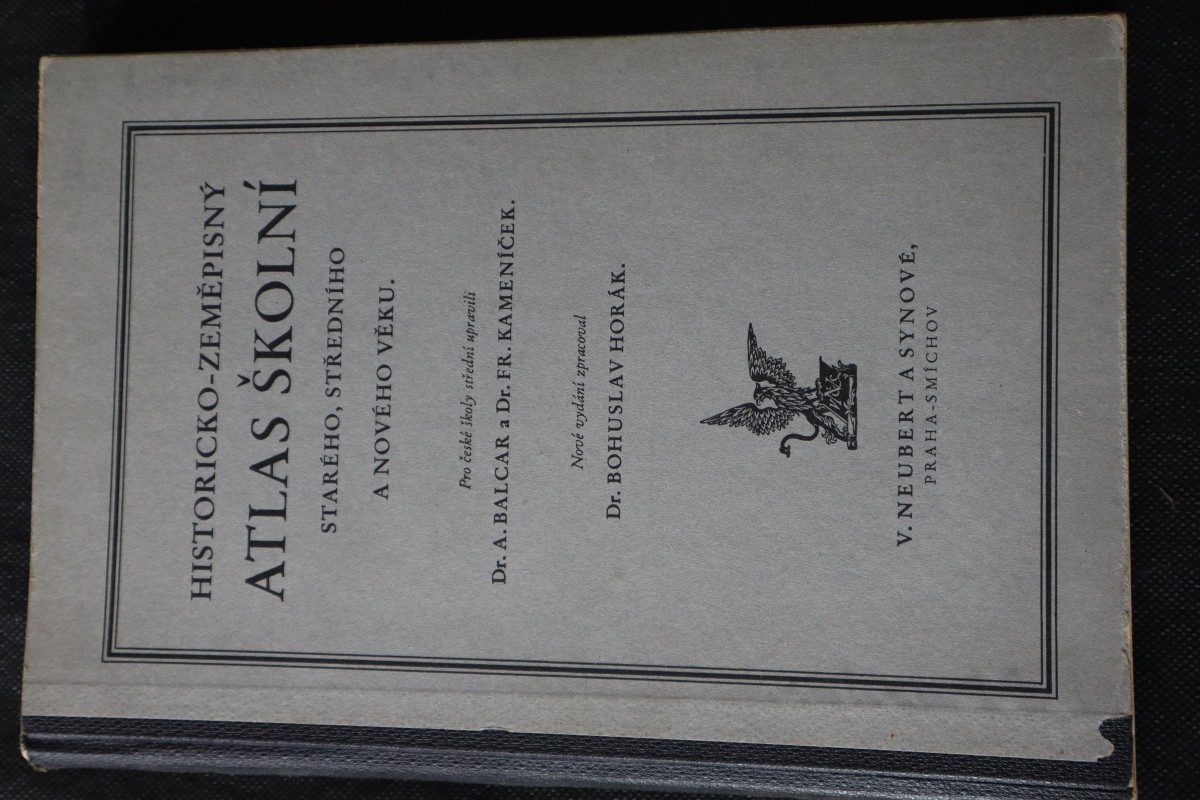 HISTORICKO-ZEMĚPISNÝ
ATLAS ŠKOLNÍ
STARÉHO, STŘEDNÍHO
A NOVÉHO VĚKU.
Pro české školy střední upravili
Dr. A. BALCAR a Dr. FR. KAMENÍČEK.
Nové vydání zpracoval
Dr. BOHUSLAV HORÁK.
V. NEUBERT A SYNOVÉ,
PRAHA-SMÍCHOV